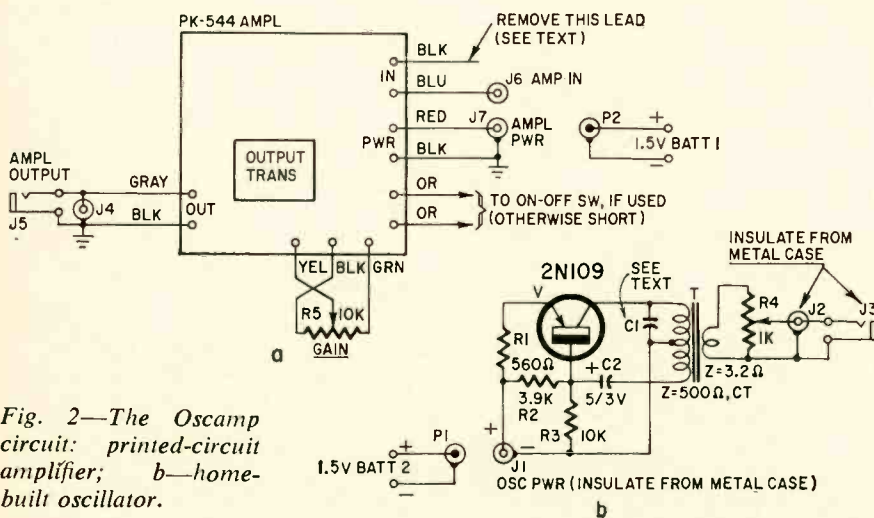 PK-544 AMPL
REMOVE THIS LEAD
(SEE TEXT)
BLK
IN
BLU
J6 AMP IN
RED
J7
AMPL
PWR
PWR
BLK
P2
+
1.5V BATT 1
−
OUTPUT
TRANS
AMPL
OUTPUT
GRAY
J4
OUT
BLK
J5
OR
OR
TO ON-OFF SW, IF USED
(OTHERWISE SHORT)
YEL BLK GRN
R5 10K
GAIN
a
INSULATE FROM
METAL CASE
2N109
SEE
TEXT
V
C1
T
R4
1K
J2
J3
R1
560Ω
+ C2
5/3V
3.9K
R2
R3 10K
Z=3.2Ω
Z=500Ω, CT
P1
+
1.5V BATT 2
−
+
−
J1
OSC PWR (INSULATE FROM METAL CASE)
b
Fig. 2—The Oscamp
circuit: printed-circuit
amplifier; b—home-
built oscillator.